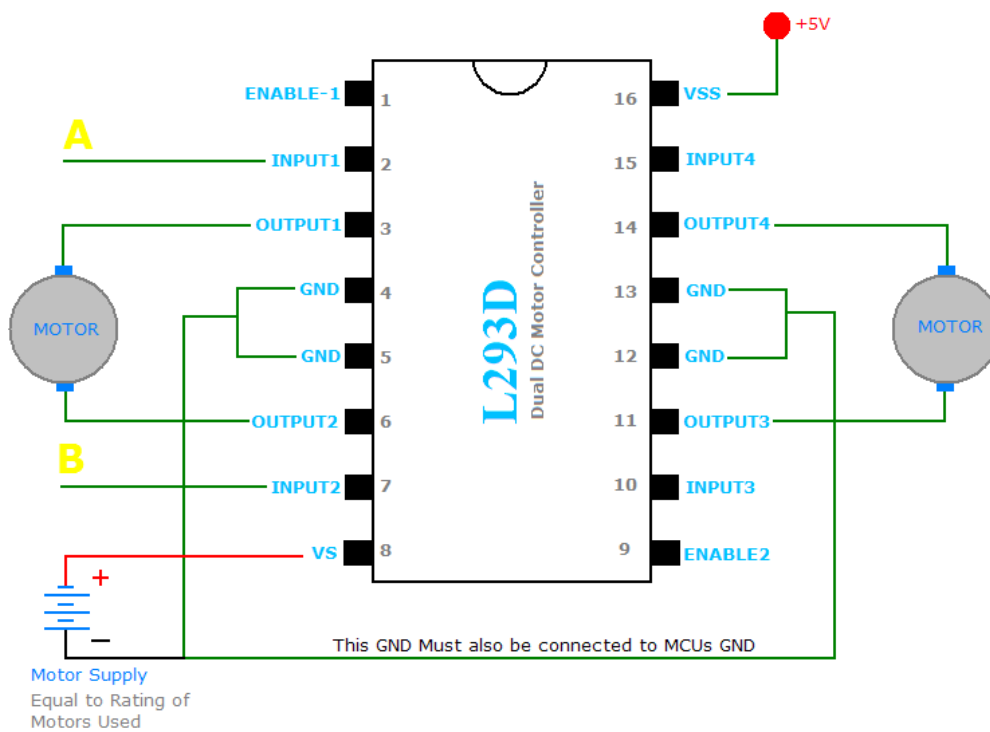 +5V
ENABLE-1
1
16
VSS
A
INPUT1
2
15
INPUT4
OUTPUT1
3
14
OUTPUT4
GND
4
13
GND
MOTOR
L293D
Dual DC Motor Controller
MOTOR
GND
5
12
GND
OUTPUT2
6
11
OUTPUT3
B
INPUT2
7
10
INPUT3
VS
8
9
ENABLE2
+
−
This GND Must also be connected to MCUs GND
Motor Supply
Equal to Rating of
Motors Used